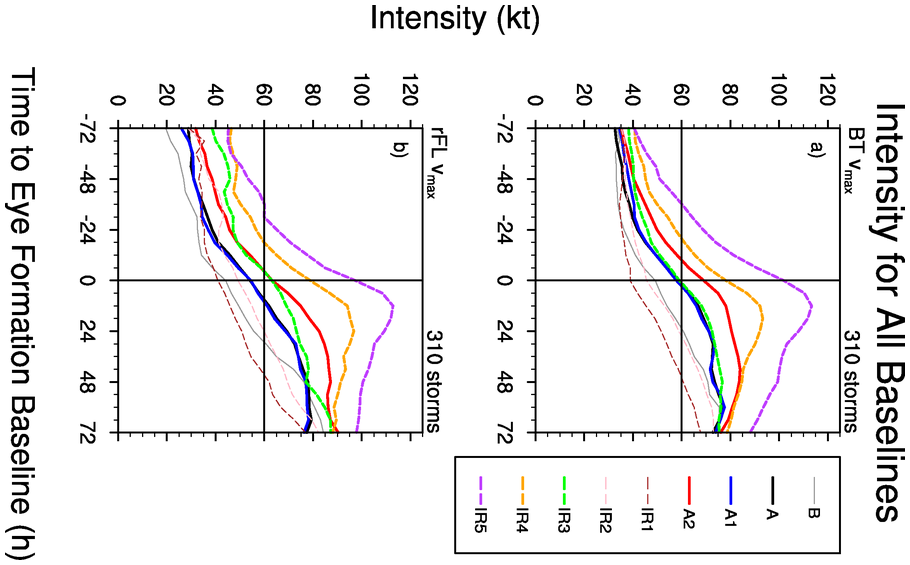 Intensity for All Baselines
BT vmax
310 storms
a)
0 20 40 60 80 100 120
-72 -48 -24 0 24 48 72
rFL vmax
310 storms
b)
0 20 40 60 80 100 120
-72 -48 -24 0 24 48 72
Intensity (kt)
Time to Eye Formation Baseline (h)
B
A
A1
A2
IR1
IR2
IR3
IR4
IR5